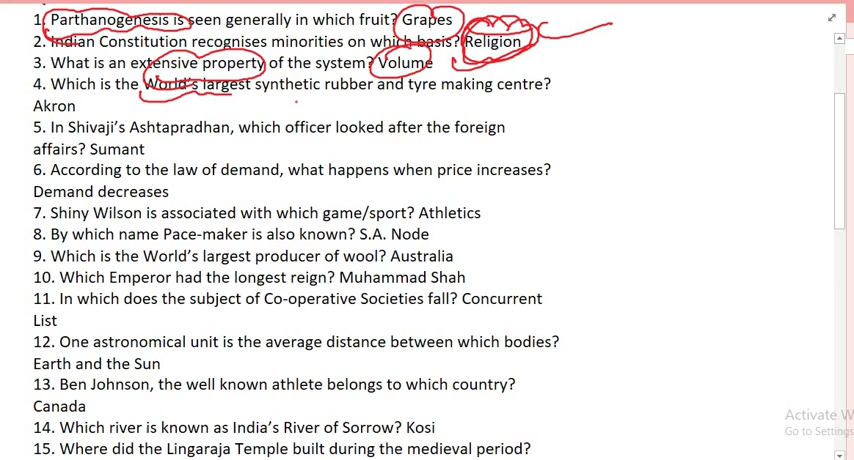 1. Parthanogenesis is seen generally in which fruit? Grapes
2. Indian Constitution recognises minorities on which basis? Religion
3. What is an extensive property of the system? Volume
4. Which is the World's largest synthetic rubber and tyre making centre?
Akron
5. In Shivaji's Ashtapradhan, which officer looked after the foreign
affairs? Sumant
6. According to the law of demand, what happens when price increases?
Demand decreases
7. Shiny Wilson is associated with which game/sport? Athletics
8. By which name Pace-maker is also known? S.A. Node
9. Which is the World's largest producer of wool? Australia
10. Which Emperor had the longest reign? Muhammad Shah
11. In which does the subject of Co-operative Societies fall? Concurrent
List
12. One astronomical unit is the average distance between which bodies?
Earth and the Sun
13. Ben Johnson, the well known athlete belongs to which country?
Canada
14. Which river is known as India's River of Sorrow? Kosi
15. Where did the Lingaraja Temple built during the medieval period?
Activate W
Go to Settings